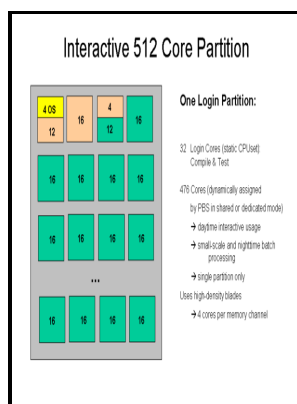 Interactive 512 Core Partition
4 OS
12
16
4
12
16
16 16 16 16
16 16 16 16
...
16 16 16 16
One Login Partition:
32 Login Cores (static CPUset):
Compile & Test
476 Cores (dynamically assigned
by PBS in shared or dedicated mode)
→ daytime interactive usage
→ small-scale and nighttime batch
processing
→ single partition only
Uses high-density blades
→ 4 cores per memory channel